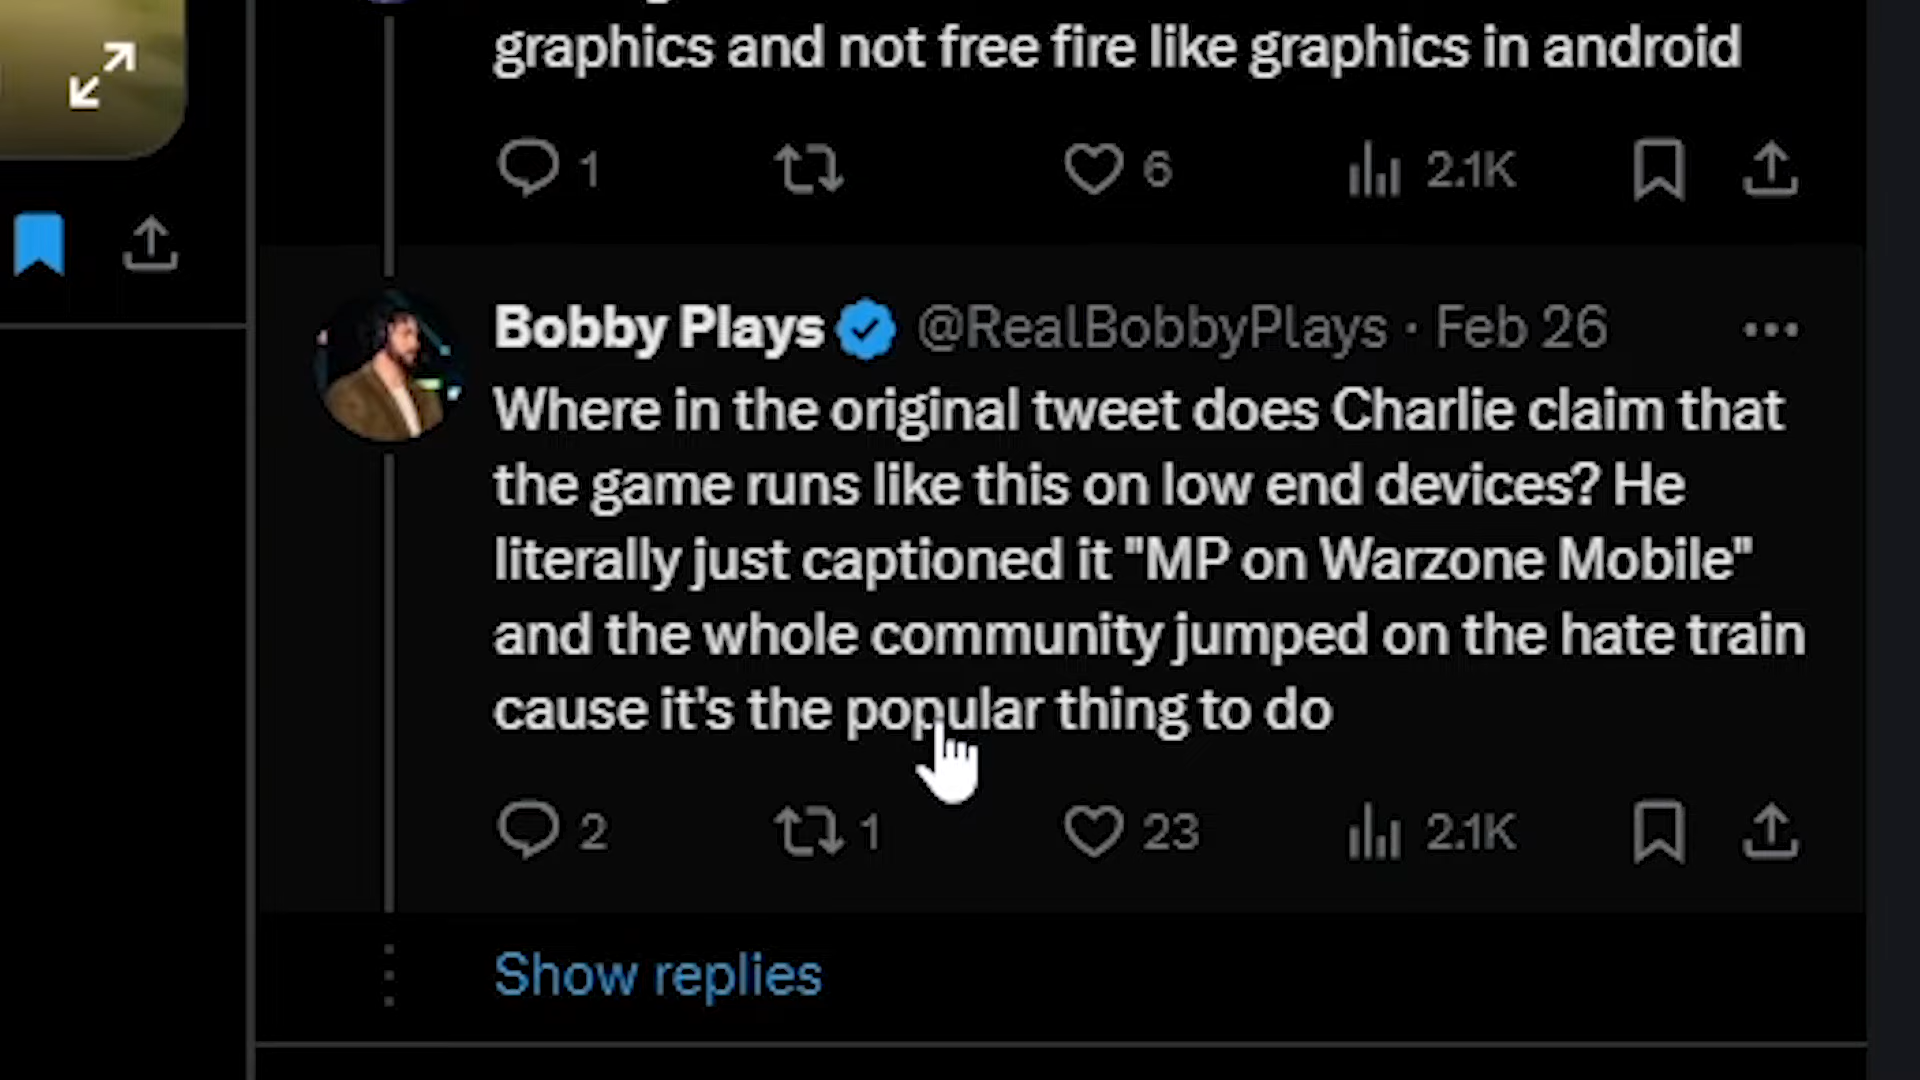 graphics and not free fire like graphics in android
1 6 2.1K
Bobby Plays @RealBobbyPlays · Feb 26
Where in the original tweet does Charlie claim that
the game runs like this on low end devices? He
literally just captioned it "MP on Warzone Mobile"
and the whole community jumped on the hate train
cause it's the popular thing to do
2 1 23 2.1K
Show replies